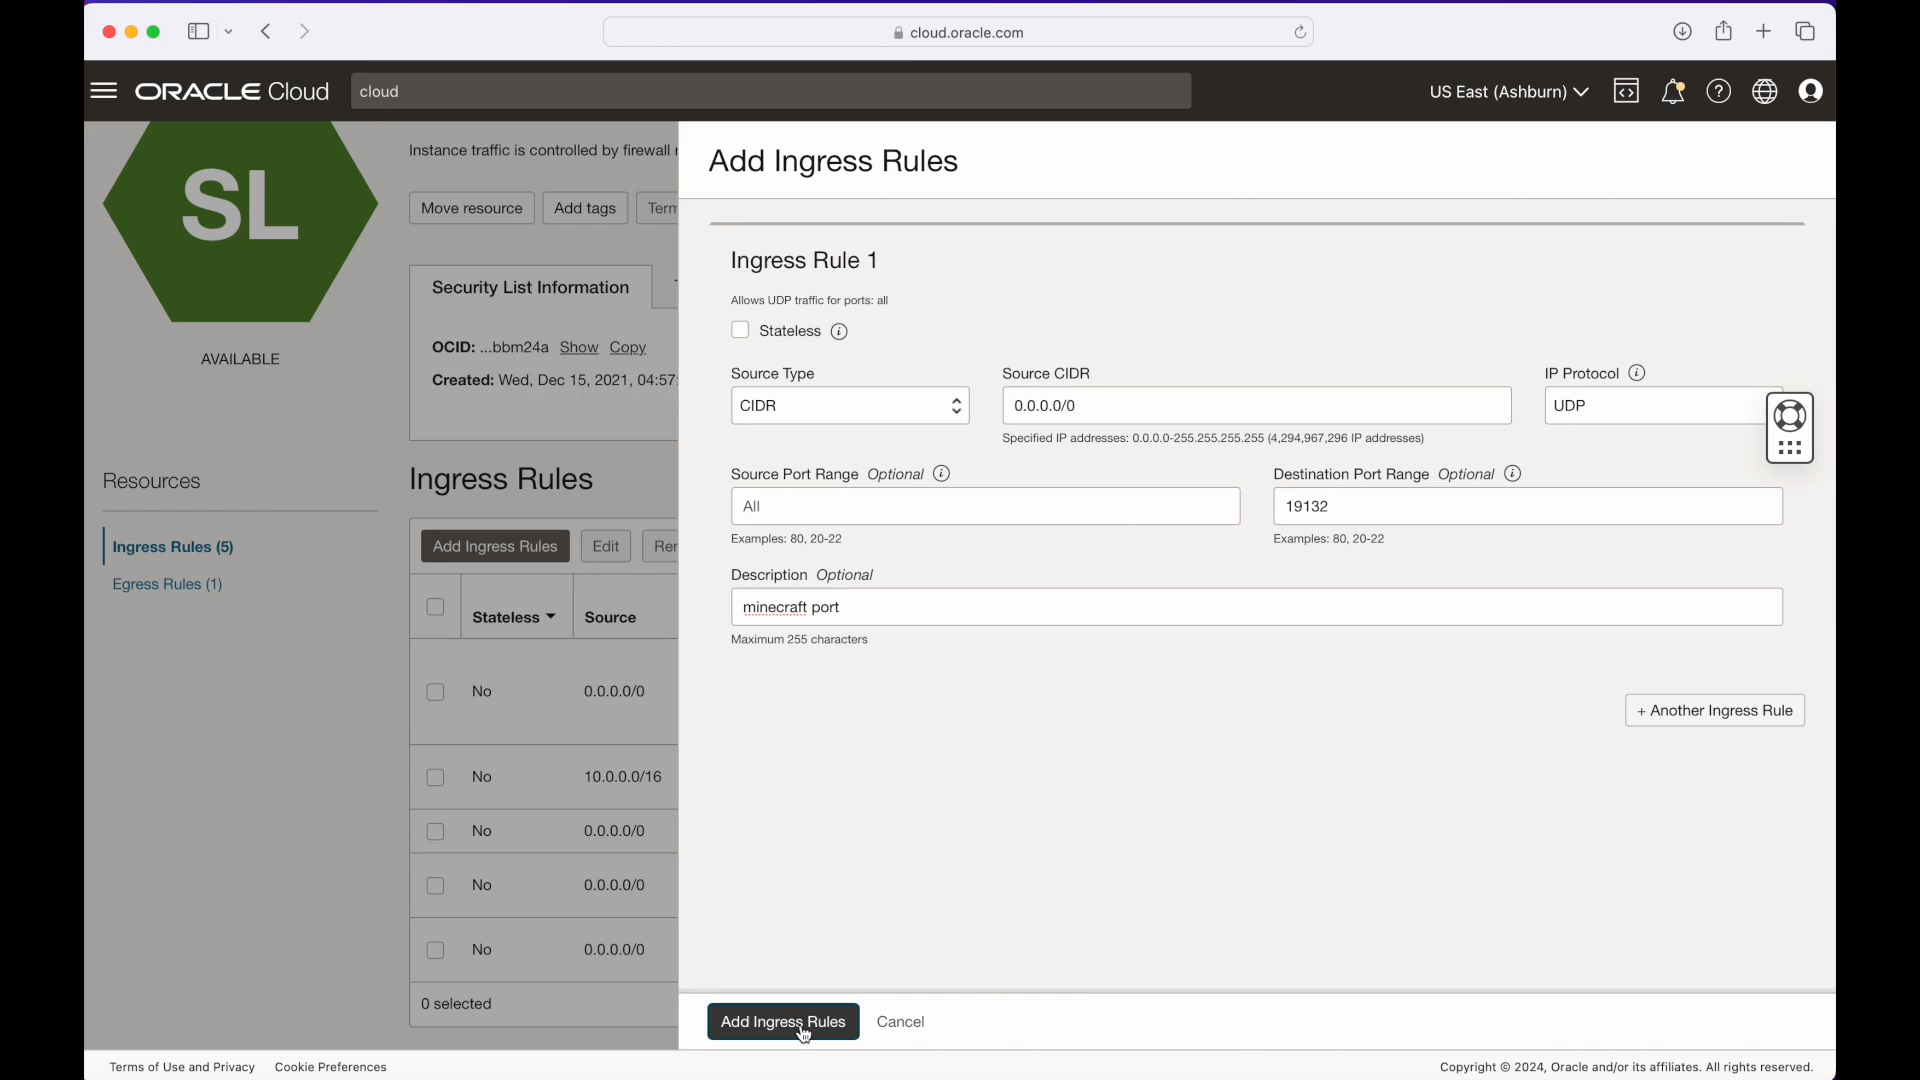 cloud.oracle.com
ORACLE Cloud
cloud
US East (Ashburn)
SL
AVAILABLE
Instance traffic is controlled by firewall
Move resource
Add tags
Security List Information
OCID: ...bbm24a Show Copy
Created: Wed, Dec 15, 2021, 04:57:
Resources
Ingress Rules (5)
Egress Rules (1)
Ingress Rules
Add Ingress Rules
Edit
Stateless
Source
No 0.0.0.0/0
No 10.0.0.0/16
No 0.0.0.0/0
No 0.0.0.0/0
No 0.0.0.0/0
0 selected
Add Ingress Rules
Ingress Rule 1
Allows UDP traffic for ports: all
Stateless
Source Type
CIDR
Source CIDR
0.0.0.0/0
Specified IP addresses: 0.0.0.0-255.255.255.255 (4,294,967,296 IP addresses)
IP Protocol
UDP
Source Port Range Optional
All
Examples: 80, 20-22
Destination Port Range Optional
19132
Examples: 80, 20-22
Description Optional
minecraft port
Maximum 255 characters
+ Another Ingress Rule
Add Ingress Rules
Cancel
Terms of Use and Privacy
Cookie Preferences
Copyright © 2024, Oracle and/or its affiliates. All rights reserved.